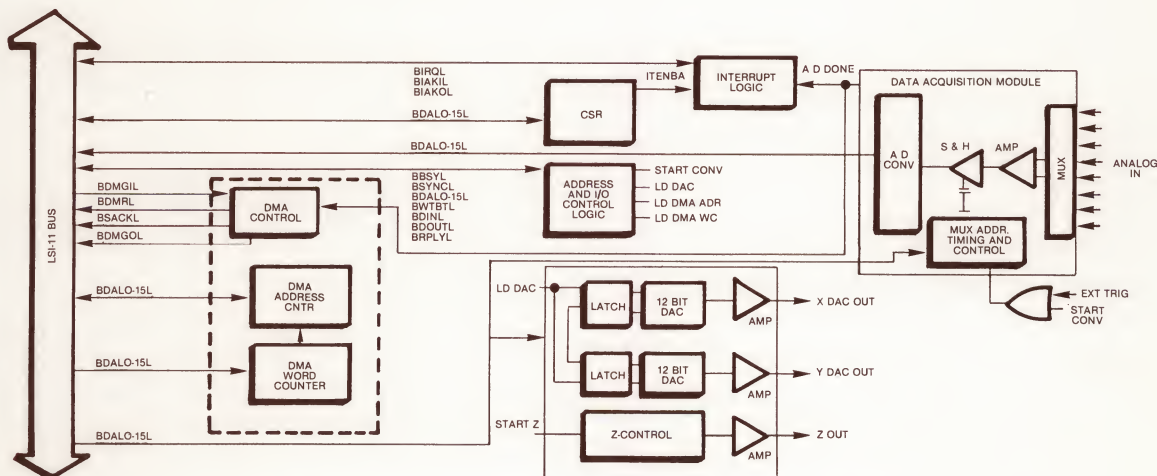 LSI-11 BUS
BIRQL
BIAKIL
BIAKOL
ITENBA
INTERRUPT
LOGIC
A D DONE
DATA ACQUISITION MODULE
BDALO-15L
CSR
BDALO-15L
A D
CONV
S & H
AMP
MUX
ANALOG
IN
BBSYL
BSYNCL
BDALO-15L
BWTBTL
BDINL
BDOUTL
BRPLYL
ADDRESS
AND I/O
CONTROL
LOGIC
START CONV
LD DAC
LD DMA ADR
LD DMA WC
MUX ADDR.
TIMING AND
CONTROL
EXT TRIG
START
CONV
BDMGIL
BDMRL
BSACKL
BDMGOL
DMA
CONTROL
BDALO-15L
DMA
ADDRESS
CNTR
BDALO-15L
DMA
WORD
COUNTER
BDALO-15L
LD DAC
LATCH
12 BIT
DAC
AMP
X DAC OUT
LATCH
12 BIT
DAC
AMP
Y DAC OUT
START Z
Z-CONTROL
AMP
Z OUT